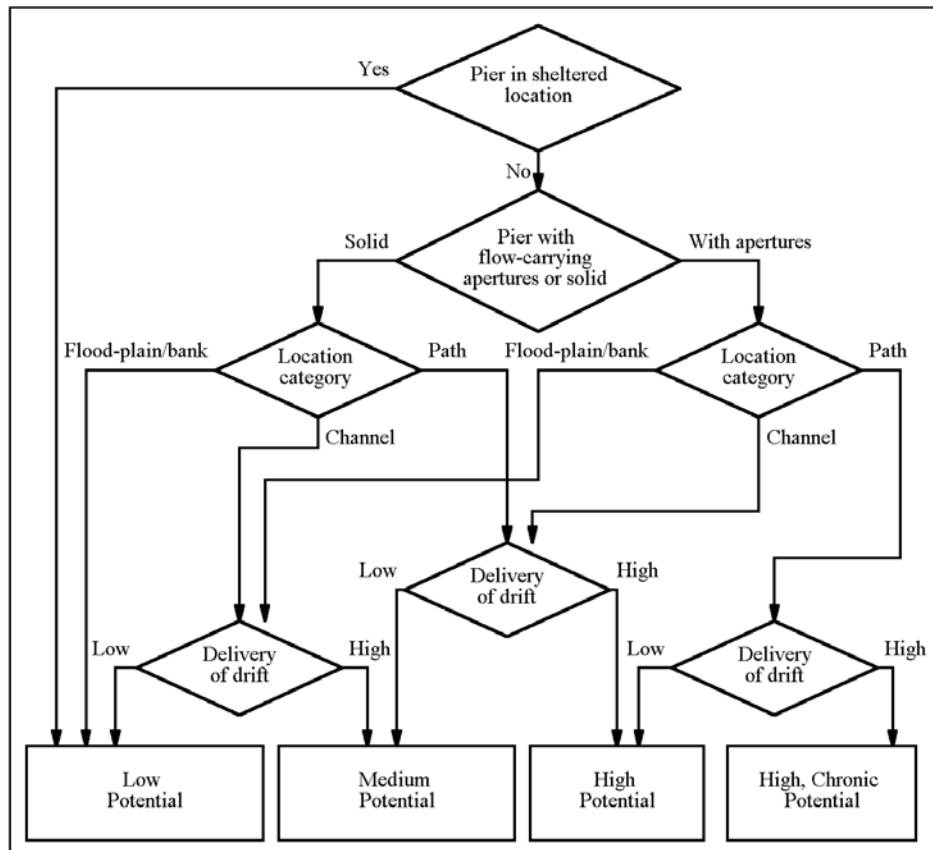 Yes
Pier in sheltered
location
No
Solid
Pier with
flow-carrying
apertures or solid
With apertures
Flood-plain/bank
Location
category
Path
Flood-plain/bank
Location
category
Path
Channel
Channel
Low
Delivery
of drift
High
Low
Delivery
of drift
High
Low
Delivery
of drift
High
Low
Potential
Medium
Potential
High
Potential
High, Chronic
Potential